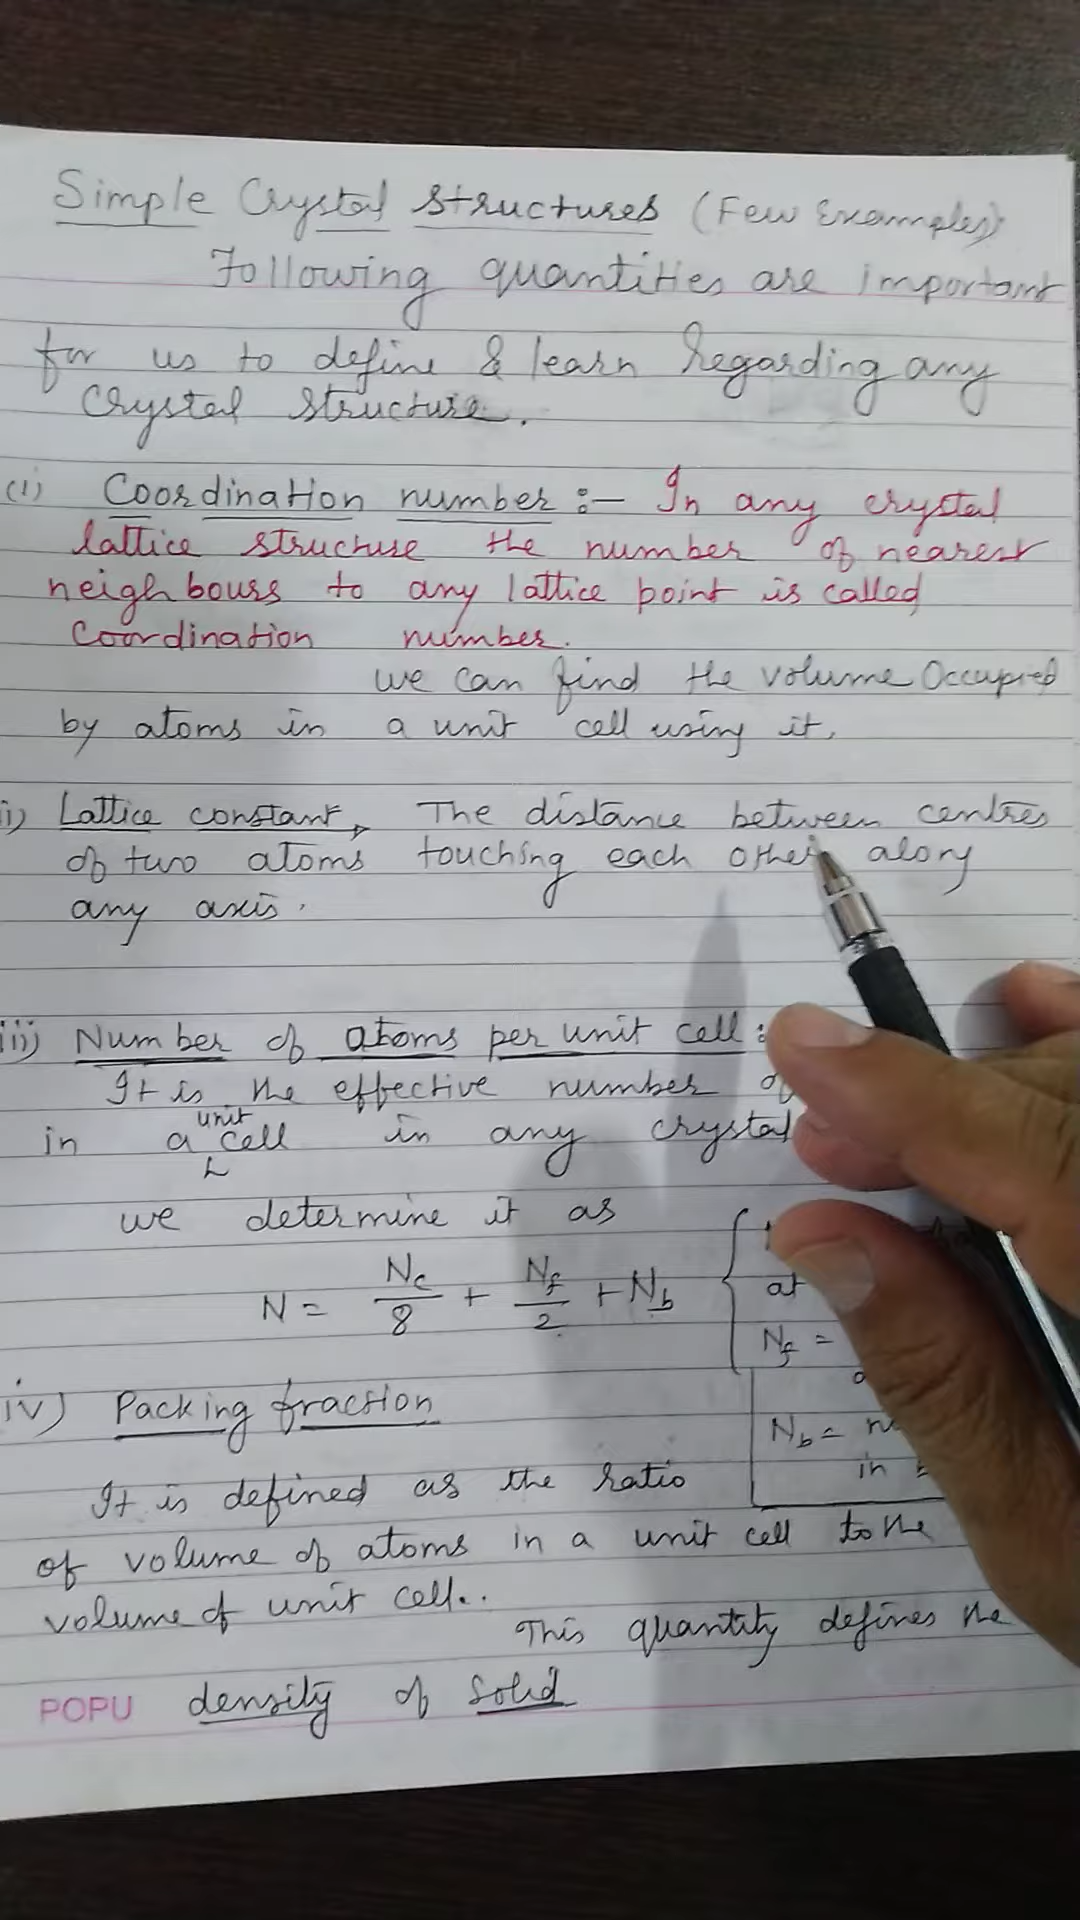 Simple Crystal structures (Few Examples)
Following quantities are important
for us to define & learn Regarding any
Crystal structure.
(i) Coordination number :- In any crystal
lattice structure the number of nearest
neighbours to any lattice point is called
Coordination number.
we can find the volume Occupied
by atoms in a unit cell using it.
i) Lattice constant, The distance between centres
of two atoms touching each other along
any axis.
iii) Number of atoms per unit cell :
It is the effective number of
in a unit cell in any crystal
we determine it as
N = Nc/8 + Nf/2 + Nb
at
Nf =
Nb =
in
iv) Packing fraction
It is defined as the ratio
of volume of atoms in a unit cell to the
volume of unit cell..
This quantity defines the
POPU density of solid